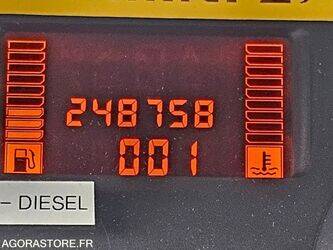 248758
001
– DIESEL
AGORASTORE.FR